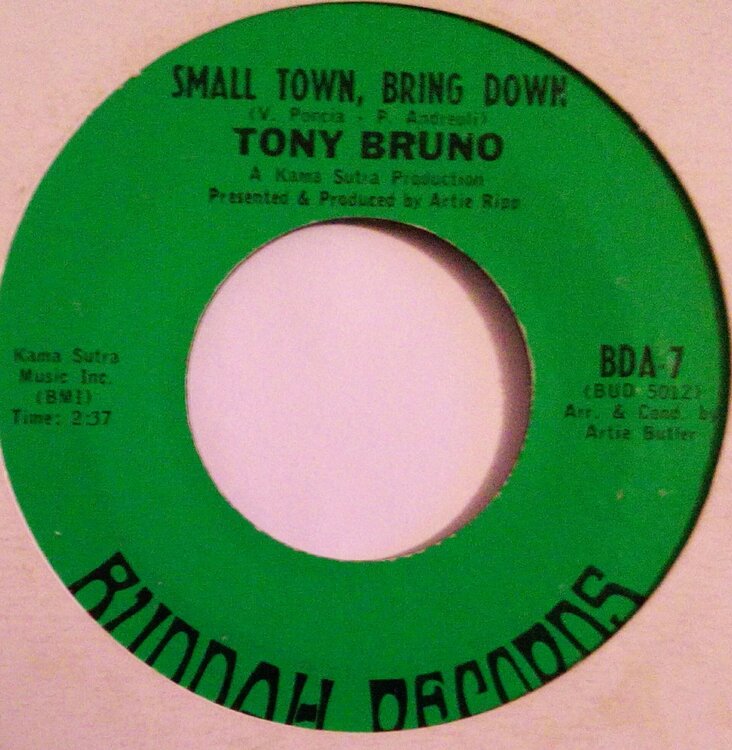 SMALL TOWN, BRING DOWN
(V. Porcia - P. Andreoli)
TONY BRUNO
A Kama Sutra Production
Presented & Produced by Artie Ripp
Kama Sutra
Music Inc.
(BMI)
Time: 2:37
BDA-7
(BUD 5012)
Arr. & Cond. by
Artie Butler
BUDDAH RECORDS